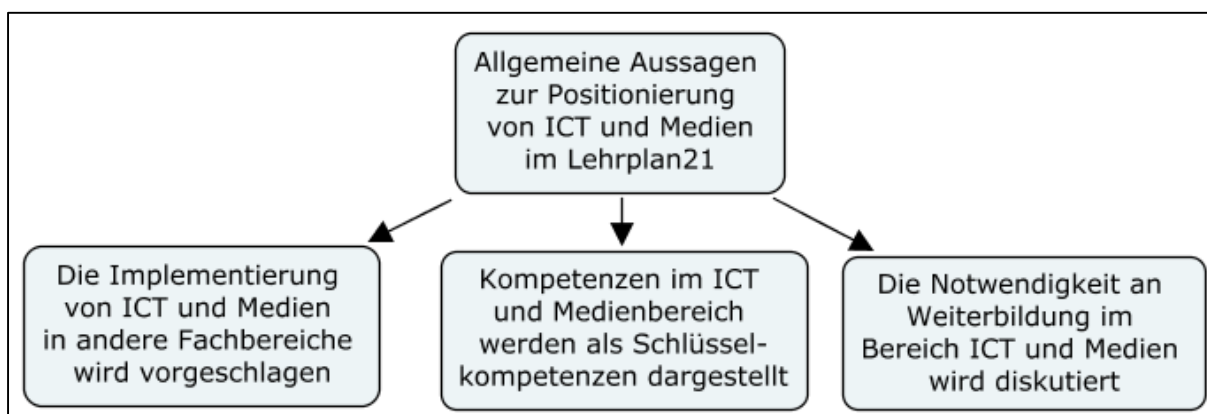 Allgemeine Aussagen
zur Positionierung
von ICT und Medien
im Lehrplan21
Die Implementierung
von ICT und Medien
in andere Fachbereiche
wird vorgeschlagen
Kompetenzen im ICT
und Medienbereich
werden als Schlüssel-
kompetenzen dargestellt
Die Notwendigkeit an
Weiterbildung im
Bereich ICT und Medien
wird diskutiert